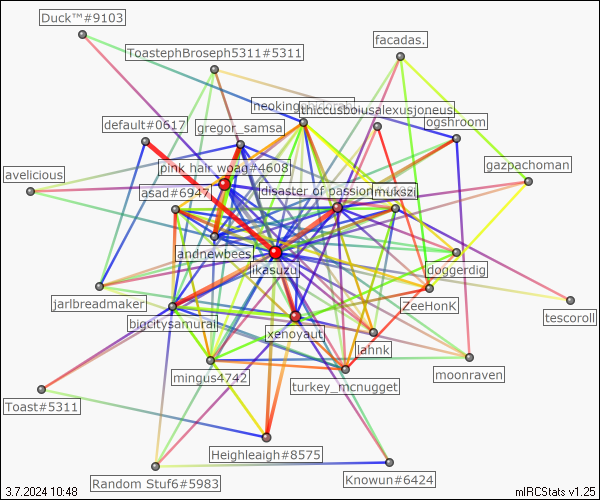 Duck™#9103
facadas.
ToastephBroseph5311#5311
thiccusboiusalexusjoneus
ogshroom
default#0617
gregor_samsa
pink hair woag#4608
gazpachoman
avelicious
asad#6947
disaster of passion
mukszi
andnewbees
likasuzu
doggerdig
jarlbreadmaker
ZeeHonK
tescoroll
bigcitysamurai
xenoyaut
lahnk
mingus4742
turkey_mcnugget
moonraven
Toast#5311
Heighleaigh#8575
Random Stuf6#5983
Knowun#6424
3.7.2024 10:48
mIRCStats v1.25